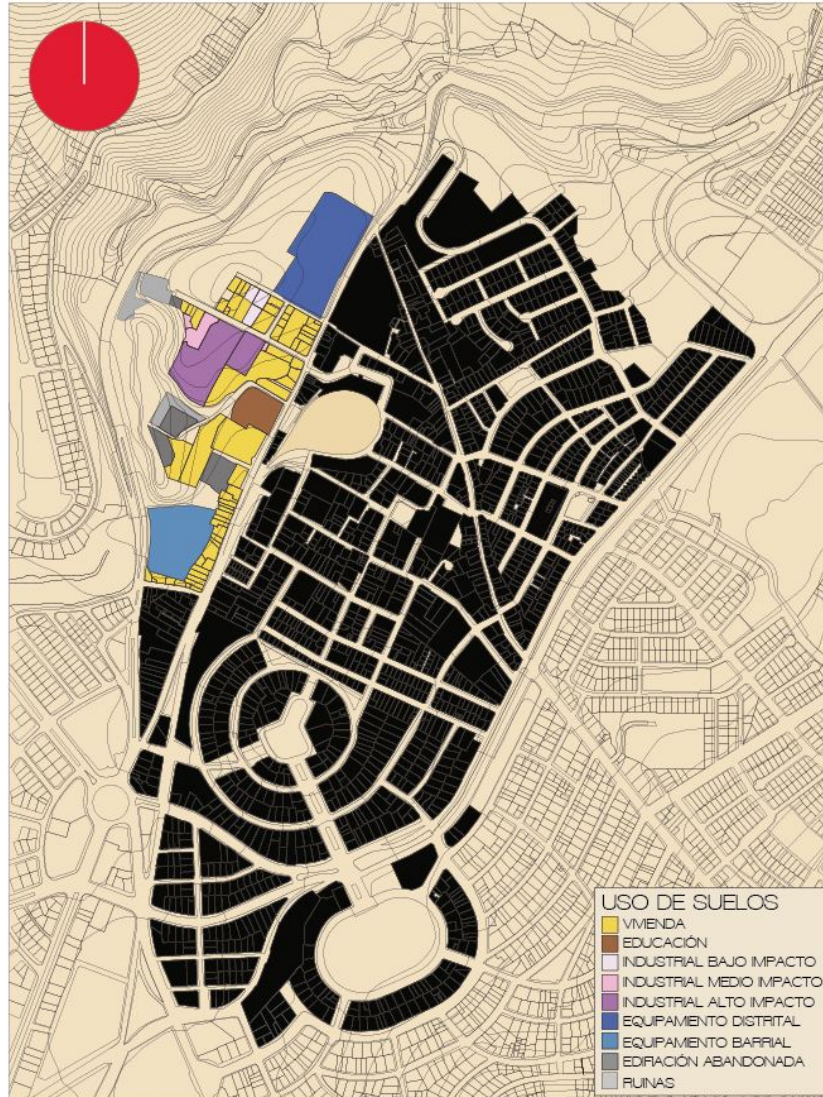 USO DE SUELOS
VIVIENDA
EDUCACIÓN
INDUSTRIAL BAJO IMPACTO
INDUSTRIAL MEDIO IMPACTO
INDUSTRIAL ALTO IMPACTO
EQUIPAMENTO DISTRITAL
EQUIPAMENTO BARRIAL
EDIFIACIÓN ABANDONADA
RUINAS